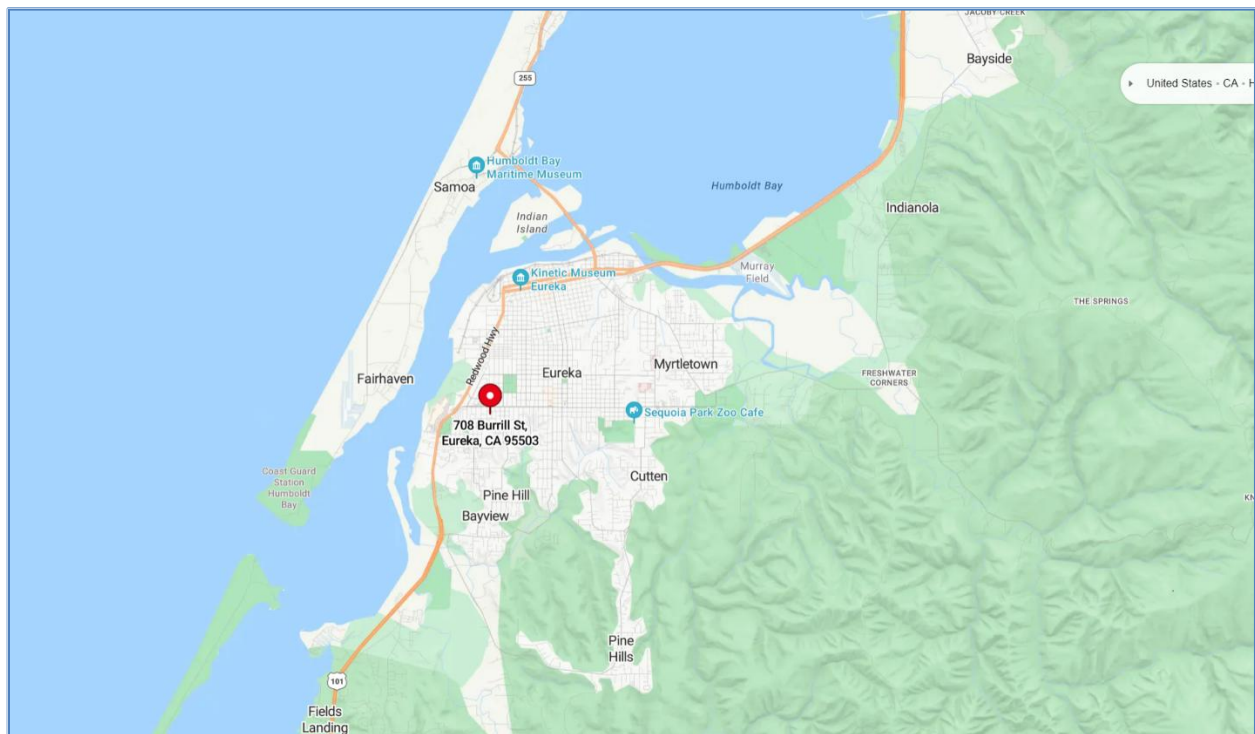 JACOBY CREEK
Bayside
United States - CA - H
255
Humboldt Bay
Maritime Museum
Samoa
Humboldt Bay
Indian
Island
Indianola
Kinetic Museum
Eureka
Murray
Field
THE SPRINGS
Redwood Hwy
Fairhaven
Eureka
Myrtletown
FRESHWATER
CORNERS
708 Burrill St,
Eureka, CA 95503
Sequoia Park Zoo Cafe
Coast Guard
Station
Humboldt
Bay
Cutten
Pine Hill
Bayview
KN
Pine
Hills
101
Fields
Landing